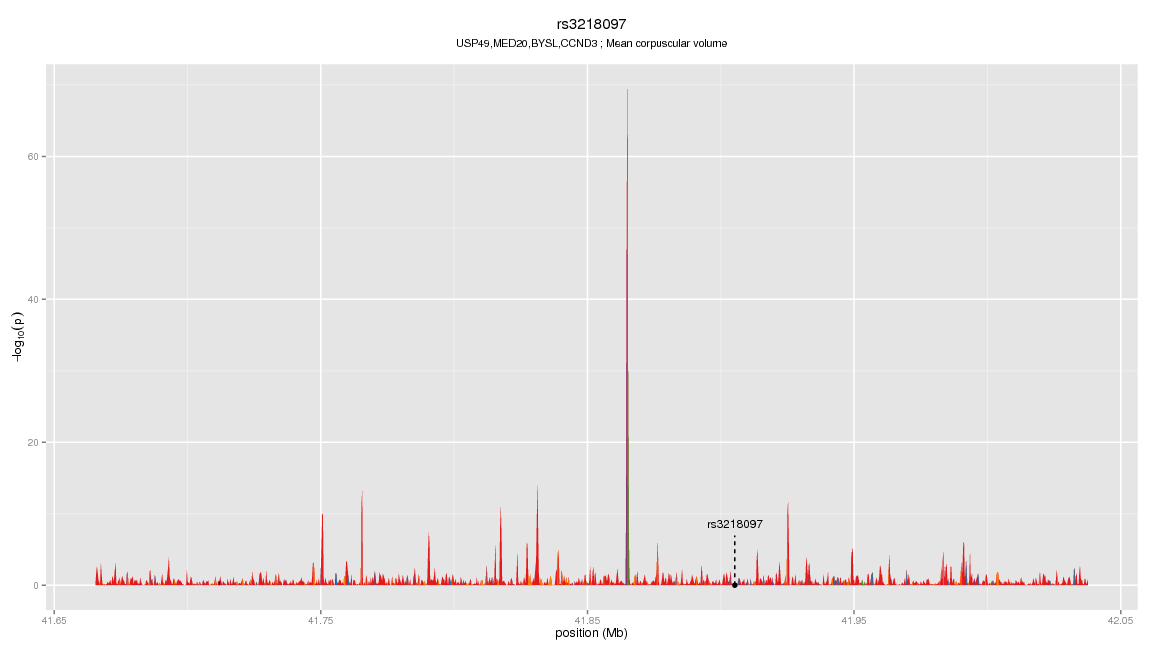 rs3218097
USP49,MED20,BYSL,CCND3 ; Mean corpuscular volume
60
40
20
0
−log10(p)
rs3218097
41.65 41.75 41.85 41.95 42.05
position (Mb)